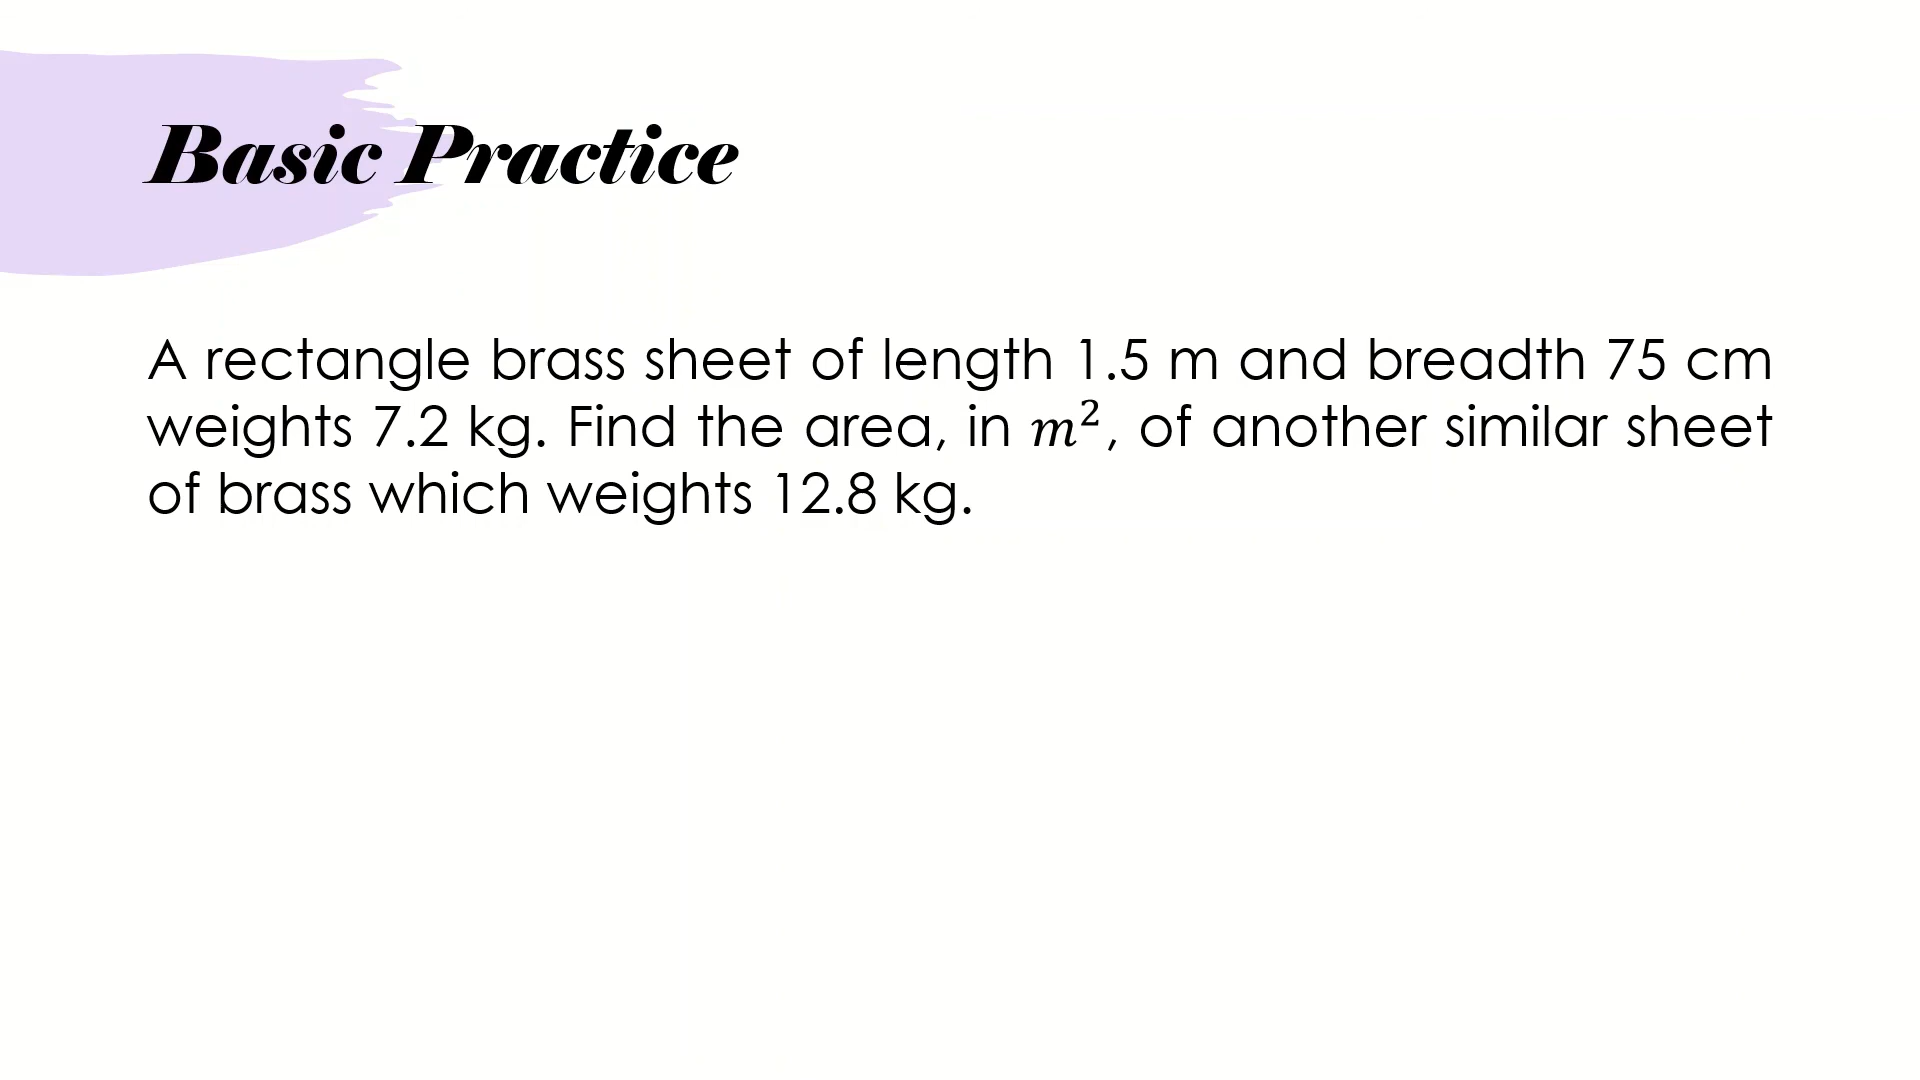 Basic Practice
A rectangle brass sheet of length 1.5 m and breadth 75 cm
weights 7.2 kg. Find the area, in m², of another similar sheet
of brass which weights 12.8 kg.